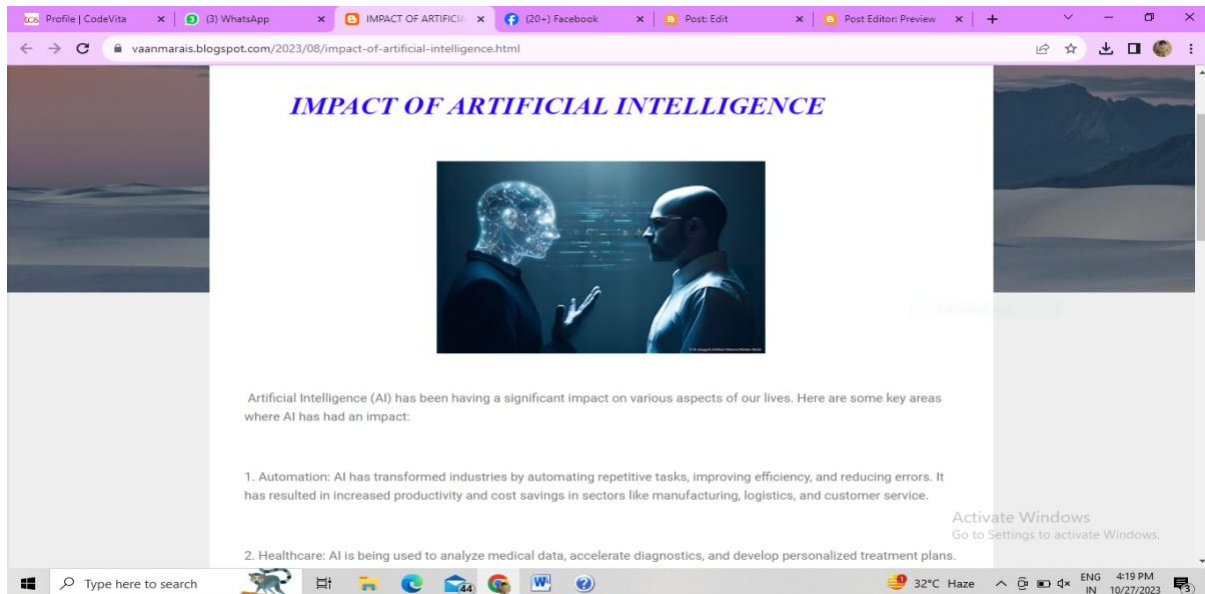 Profile | CodeVita
(3) WhatsApp
IMPACT OF ARTIFICIA
(20+) Facebook
Post: Edit
Post Editor: Preview
vaanmarais.blogspot.com/2023/08/impact-of-artificial-intelligence.html
IMPACT OF ARTIFICIAL INTELLIGENCE
Artificial Intelligence (AI) has been having a significant impact on various aspects of our lives. Here are some key areas
where AI has had an impact:
1. Automation: AI has transformed industries by automating repetitive tasks, improving efficiency, and reducing errors. It
has resulted in increased productivity and cost savings in sectors like manufacturing, logistics, and customer service.
2. Healthcare: AI is being used to analyze medical data, accelerate diagnostics, and develop personalized treatment plans.
Activate Windows
Go to Settings to activate Windows.
Type here to search
44
32°C Haze
ENG
IN
4:19 PM
10/27/2023
3